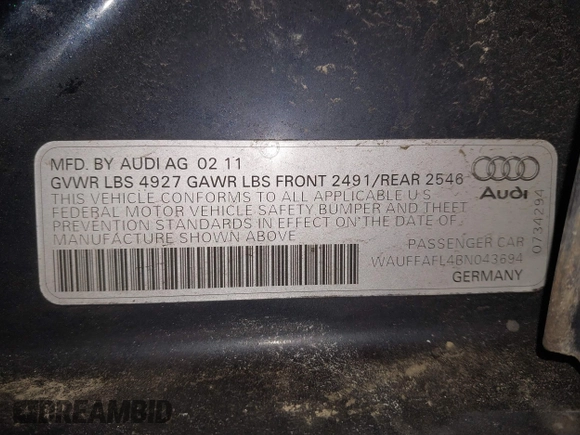 MFD. BY AUDI AG 02 11
GVWR LBS 4927 GAWR LBS FRONT 2491/REAR 2546
THIS VEHICLE CONFORMS TO ALL APPLICABLE U S
FEDERAL MOTOR VEHICLE SAFETY BUMPER AND THEFT
PREVENTION STANDARDS IN EFFECT ON THE DATE OF
MANUFACTURE SHOWN ABOVE
Audi
PASSENGER CAR
WAUFFAFL4BN043694
GERMANY
0734294
DREAMBID